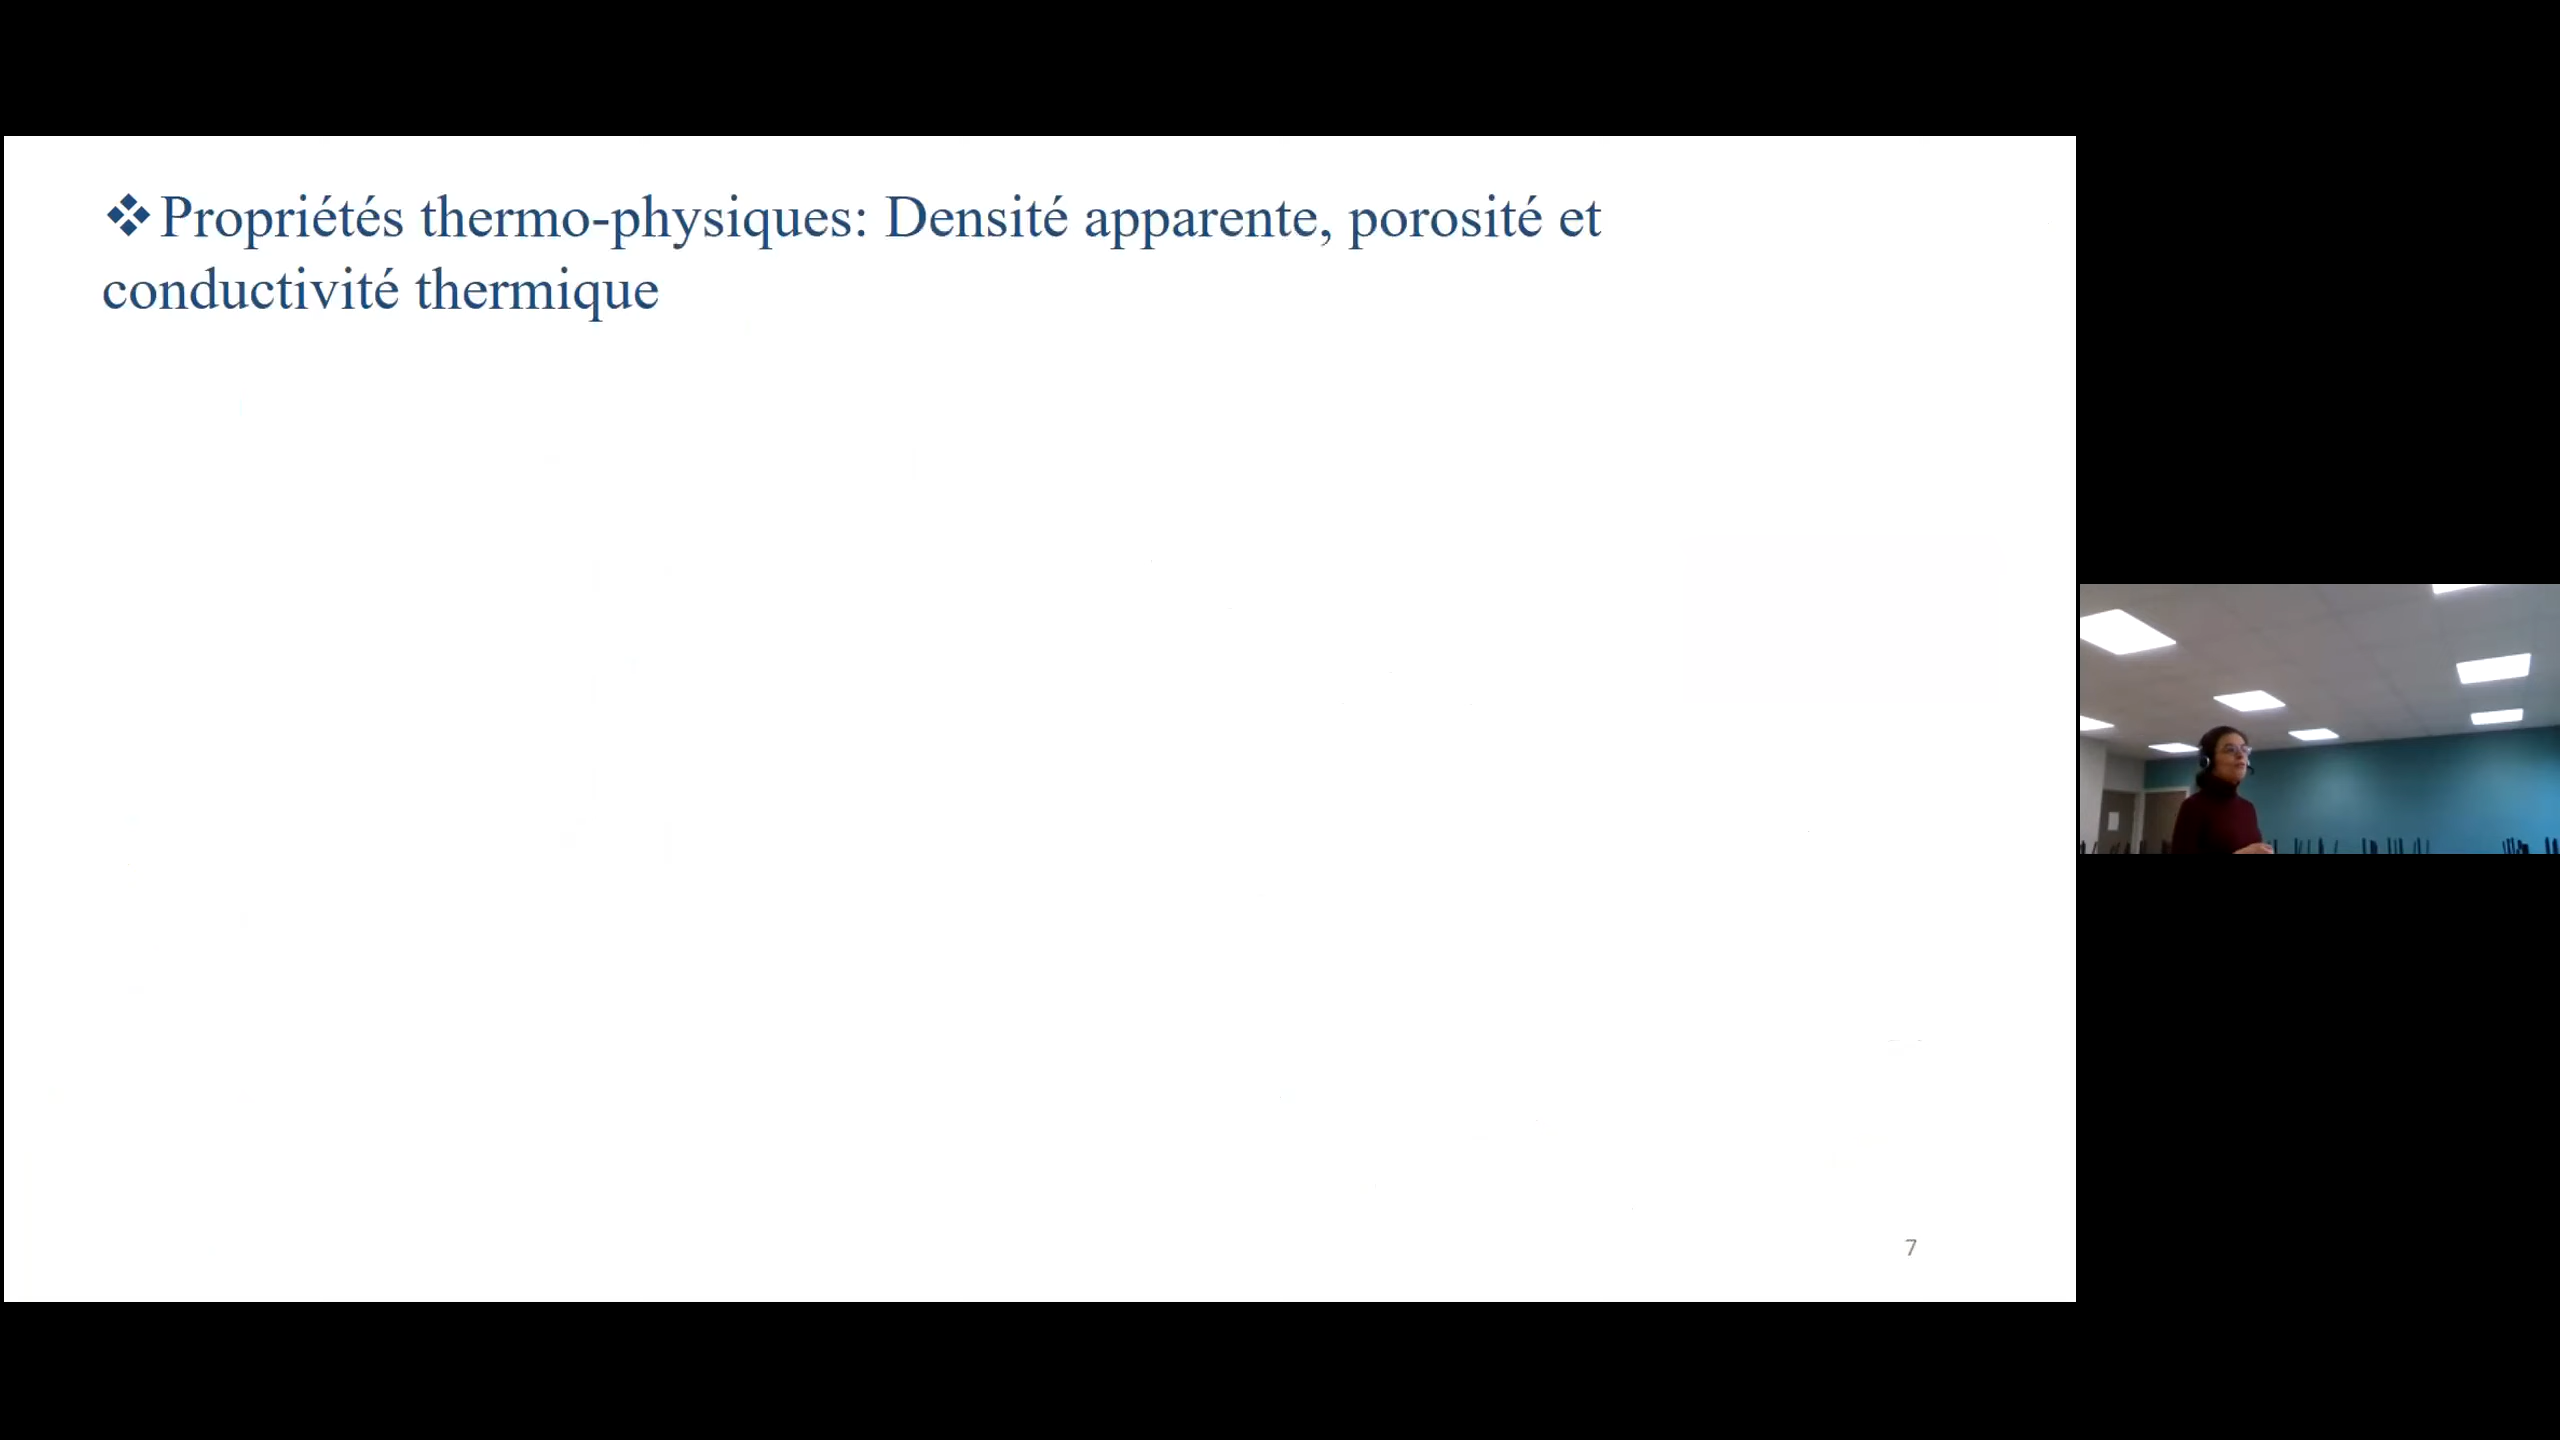 ❖Propriétés thermo-physiques: Densité apparente, porosité et
conductivité thermique
7